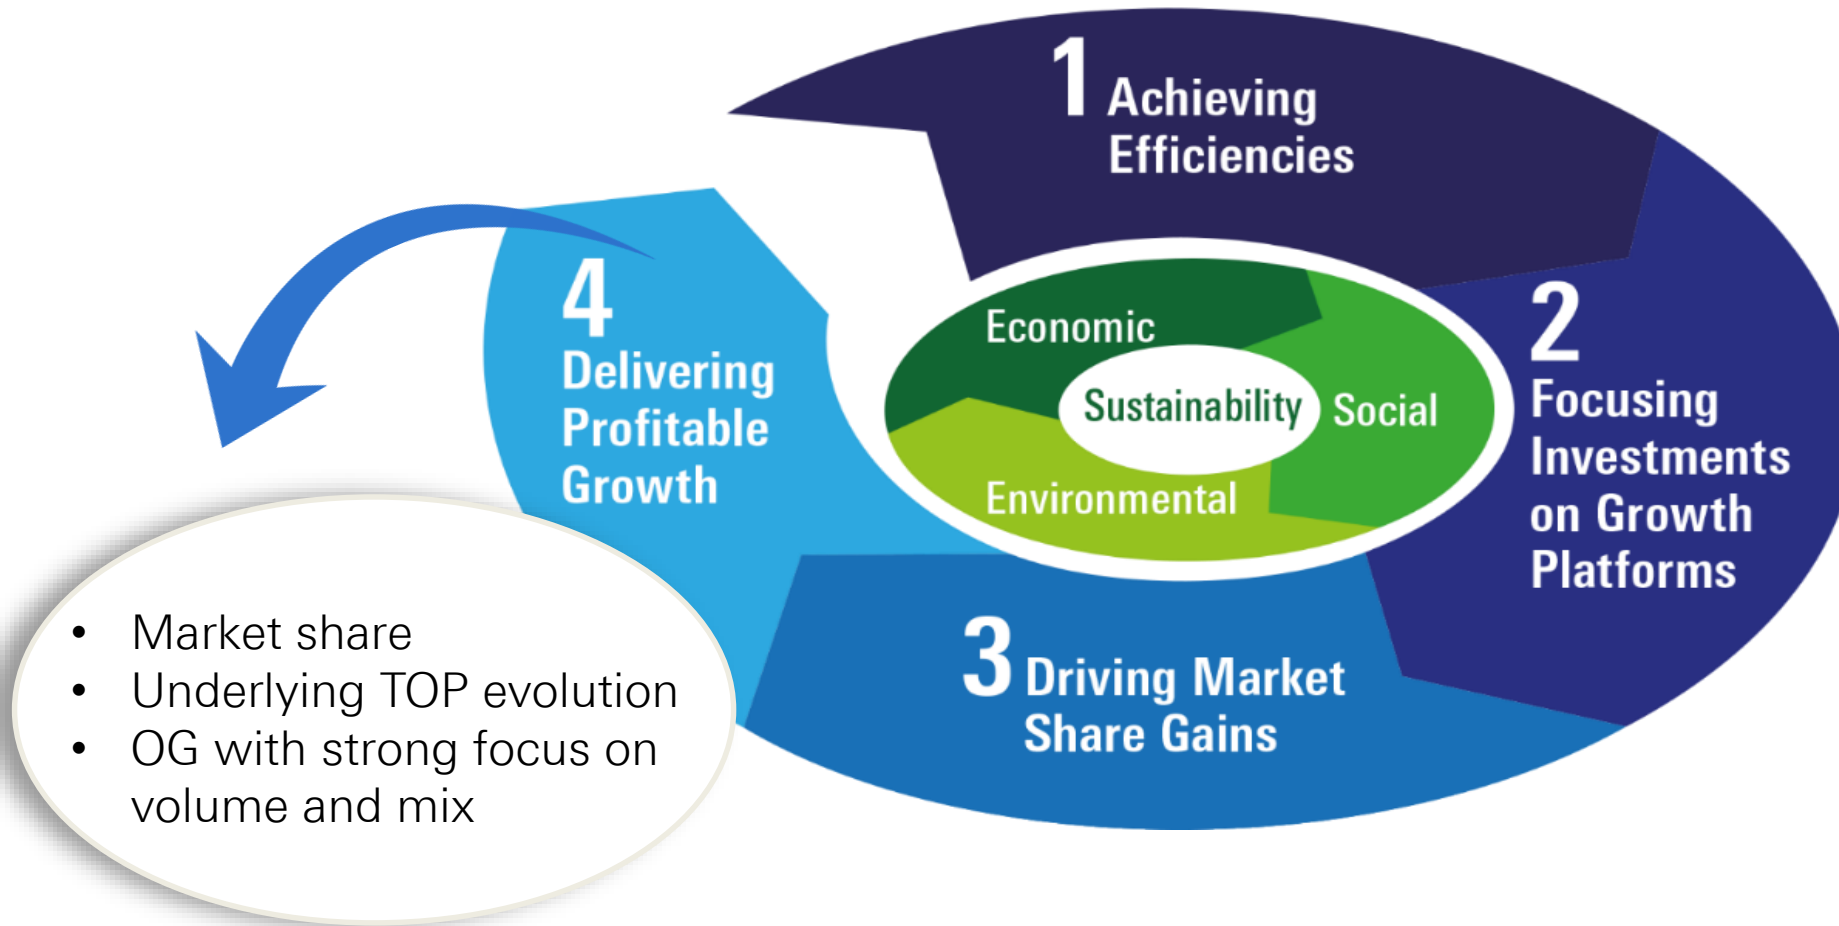 1 Achieving
Efficiencies
2
Focusing
Investments
on Growth
Platforms
3 Driving Market
Share Gains
4
Delivering
Profitable
Growth
Economic
Sustainability
Social
Environmental
• Market share
• Underlying TOP evolution
• OG with strong focus on
volume and mix